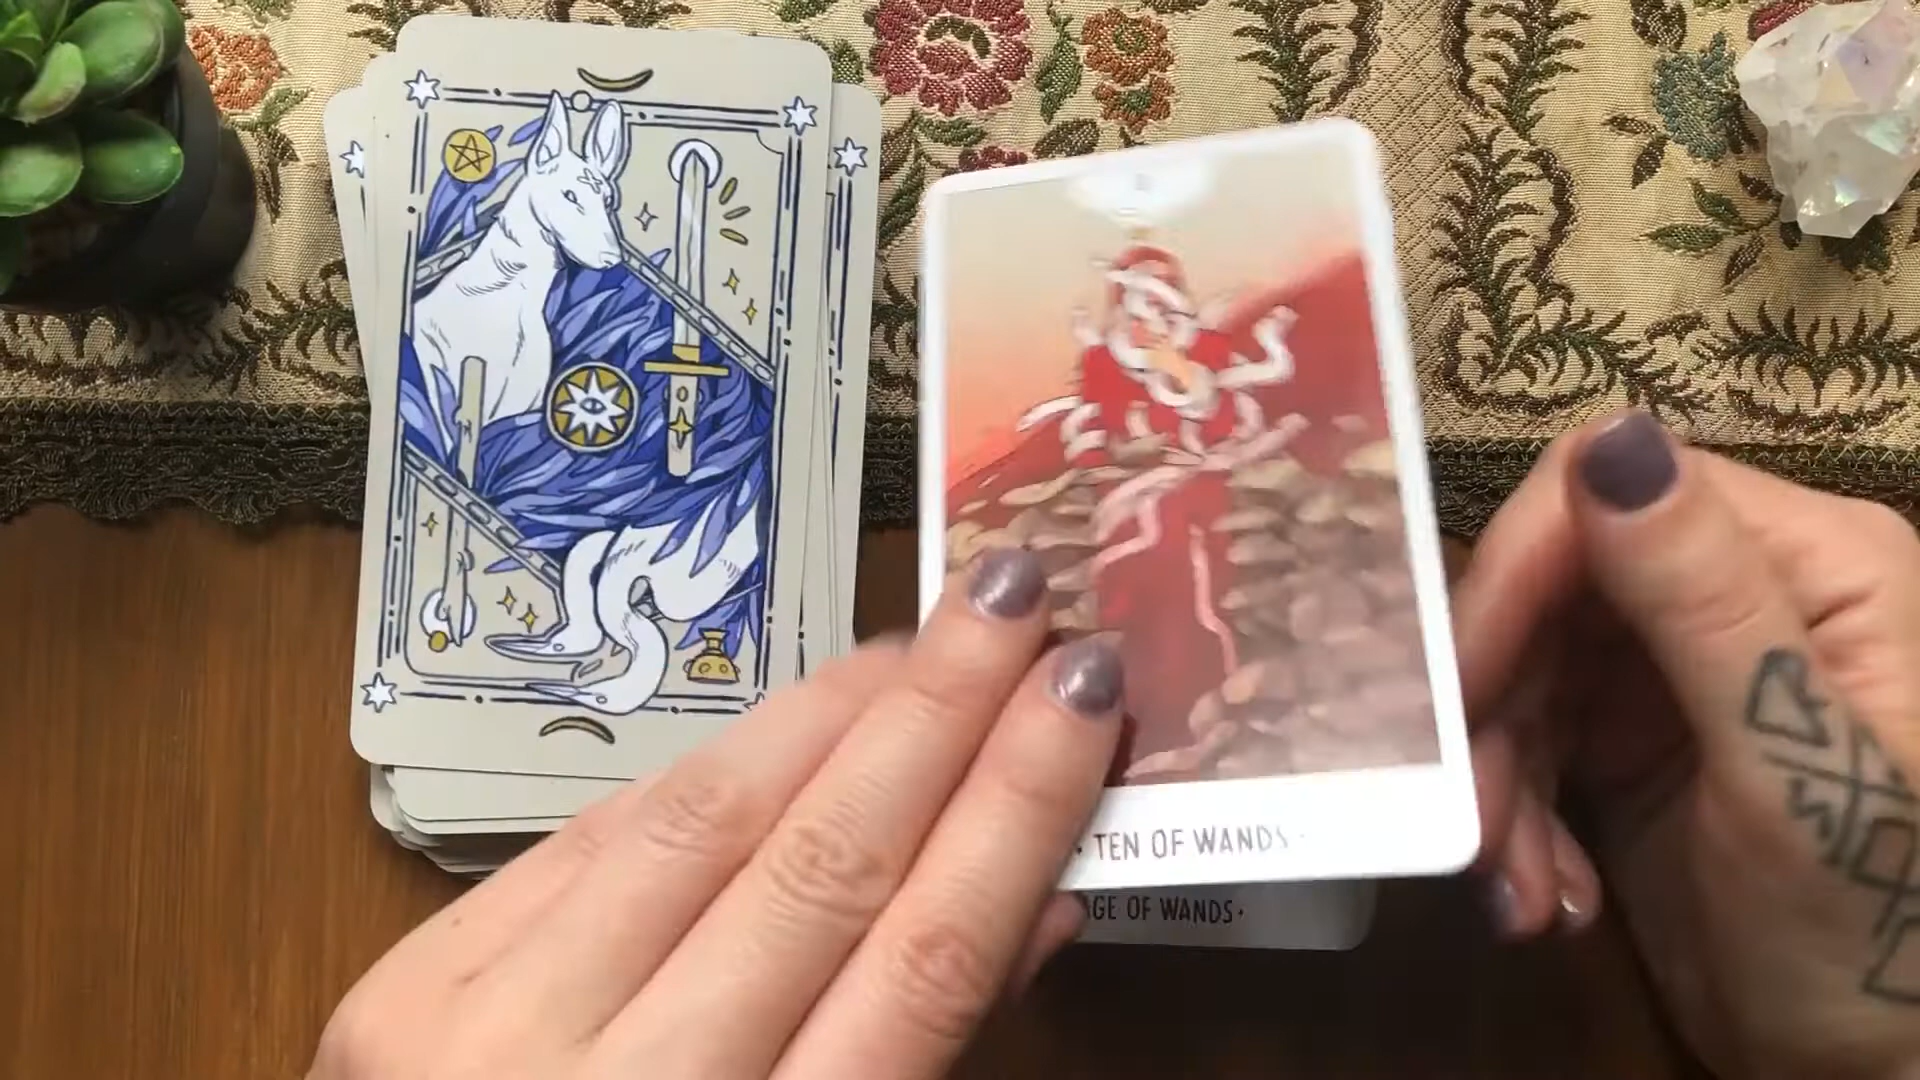 · TEN OF WANDS ·
AGE OF WANDS·